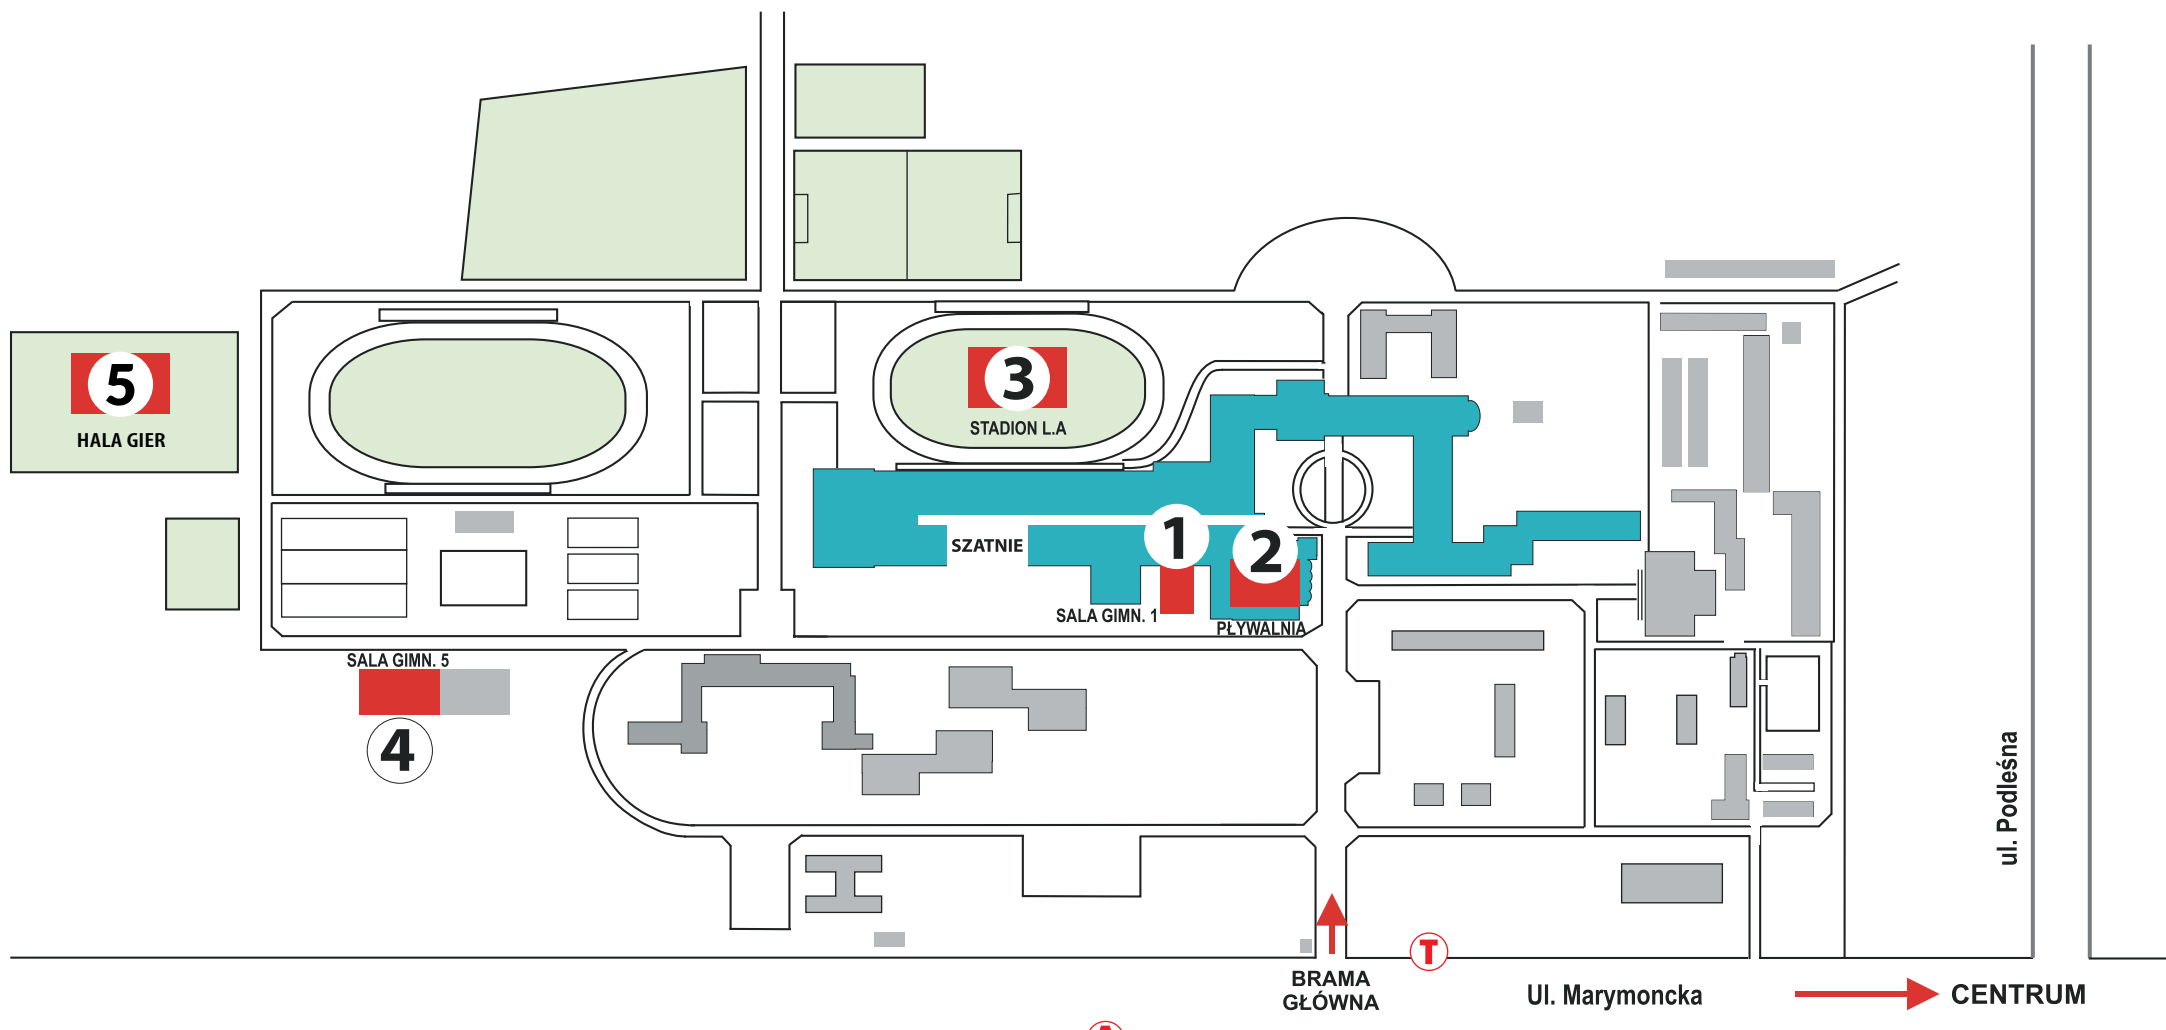 3
STADION L.A
5
HALA GIER
1
2
SZATNIE
SALA GIMN. 1
PŁYWALNIA
SALA GIMN. 5
4
ul. Podleśna
T
BRAMA
GŁÓWNA
Ul. Marymoncka
CENTRUM